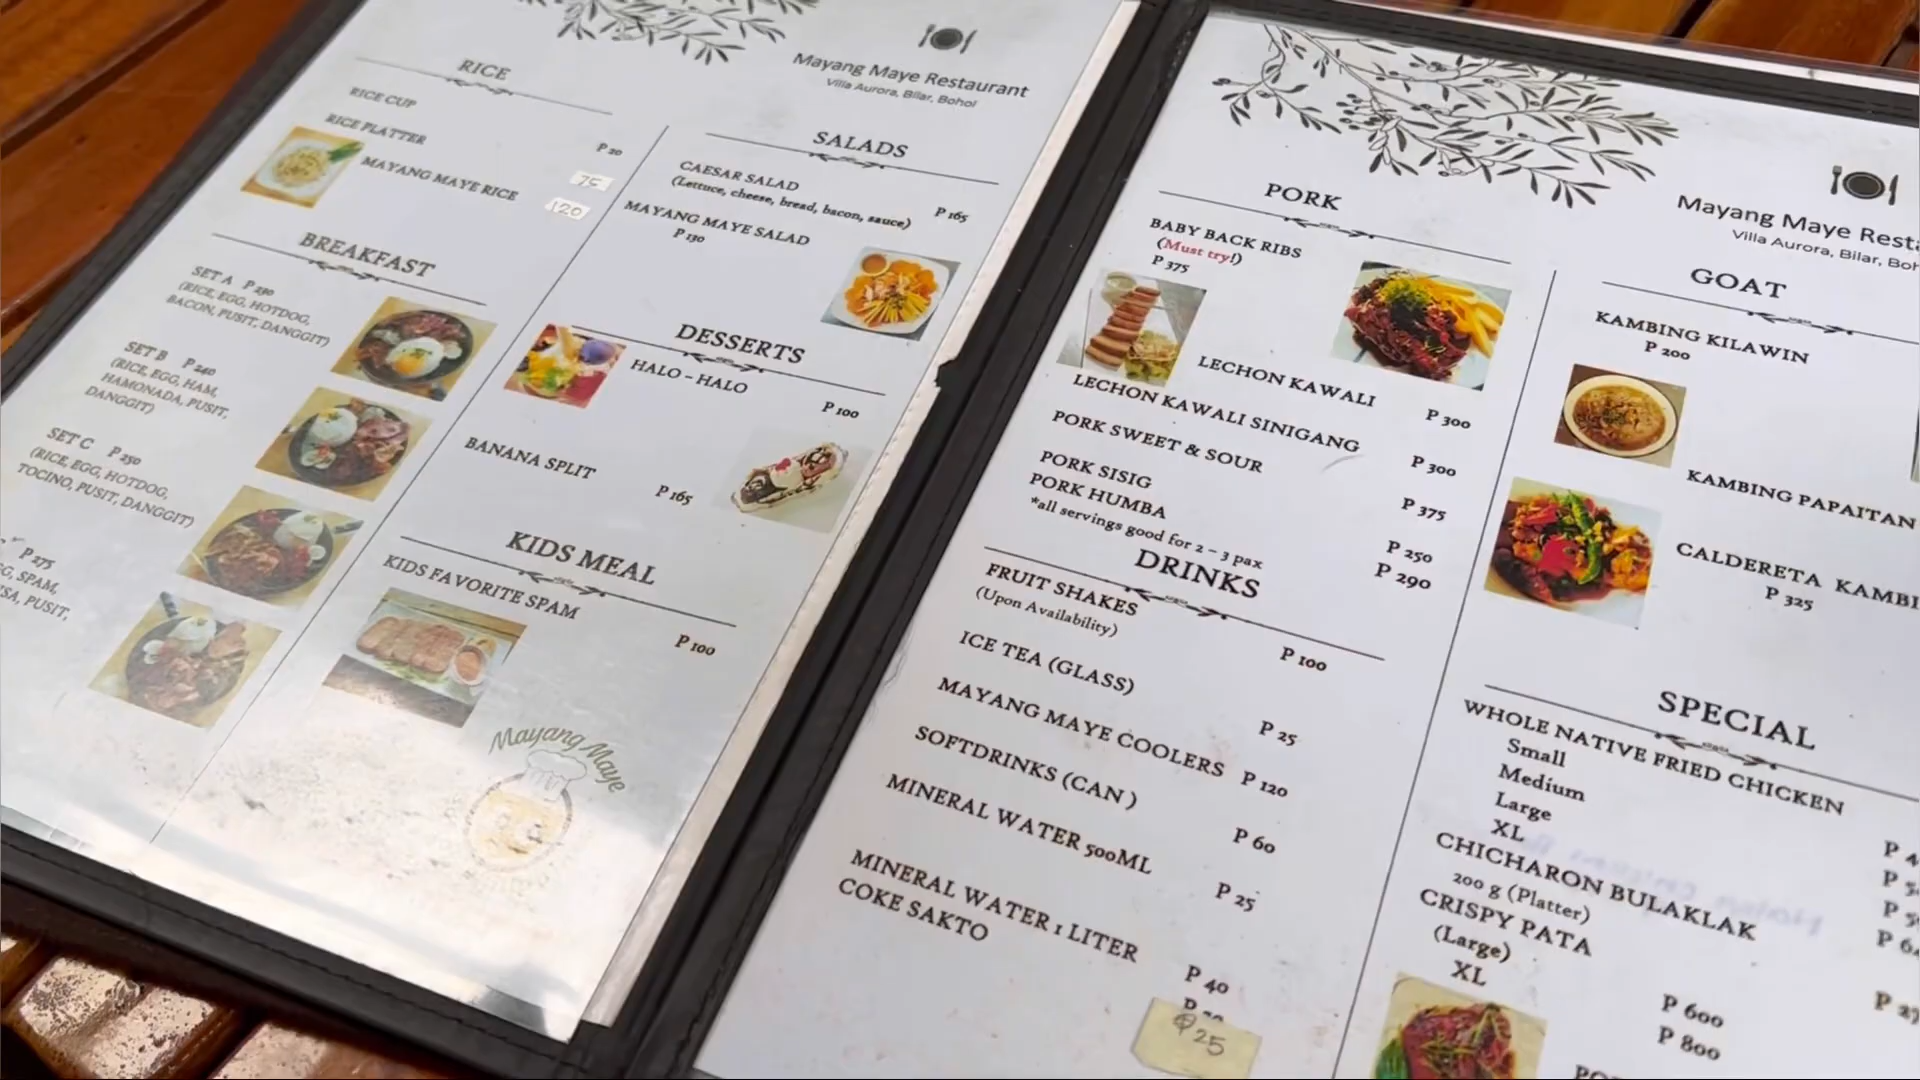 Mayang Maye Restaurant
Villa Aurora, Bilar, Bohol
RICE
RICE CUP
P 20
RICE PLATTER
75
MAYANG MAYE RICE
120
BREAKFAST
SET A P 230
(RICE, EGG, HOTDOG,
BACON, PUSIT, DANGGIT)
SET B P 240
(RICE, EGG, HAM,
HAMONADA, PUSIT,
DANGGIT)
SET C P 250
(RICE, EGG, HOTDOG,
TOCINO, PUSIT, DANGGIT)
P 275
SPAM,
PUSIT,
SALADS
CAESAR SALAD
(Lettuce, cheese, bread, bacon, sauce)
P 165
MAYANG MAYE SALAD
P 130
DESSERTS
HALO - HALO
P 100
BANANA SPLIT
P 165
KIDS MEAL
KIDS FAVORITE SPAM
P 100
Mayang Maye
PORK
BABY BACK RIBS
(Must try!)
P 375
LECHON KAWALI
P 300
LECHON KAWALI SINIGANG
P 300
PORK SWEET & SOUR
P 375
PORK SISIG
P 250
PORK HUMBA
P 290
*all servings good for 2 - 3 pax
DRINKS
FRUIT SHAKES
(Upon Availability)
P 100
ICE TEA (GLASS)
P 25
MAYANG MAYE COOLERS P 120
SOFTDRINKS (CAN )
P 60
MINERAL WATER 500ML
P 25
MINERAL WATER 1 LITER
P 40
COKE SAKTO
P 25
Mayang Maye Resta
Villa Aurora, Bilar, Boh
GOAT
KAMBING KILAWIN
P 200
KAMBING PAPAITAN
CALDERETA KAMBI
P 325
SPECIAL
WHOLE NATIVE FRIED CHICKEN
Small
Medium
Large
XL
CHICHARON BULAKLAK
200 g (Platter)
CRISPY PATA
(Large)
P 600
XL
P 800